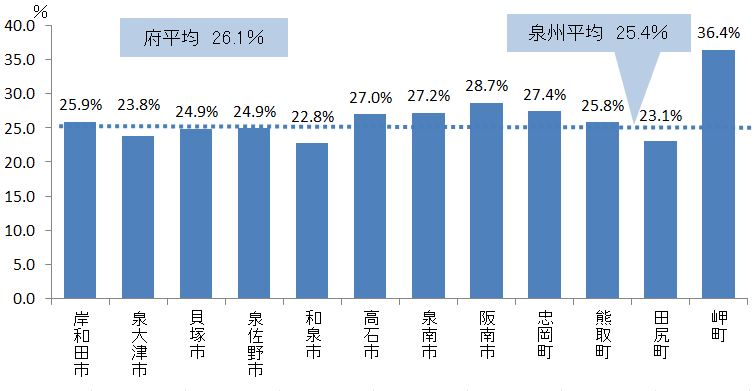 %
府平均 26.1％
泉州平均 25.4％
40.0
35.0
30.0
25.0
20.0
15.0
10.0
5.0
0.0
25.9%
23.8%
24.9%
24.9%
22.8%
27.0%
27.2%
28.7%
27.4%
25.8%
23.1%
36.4%
岸和田市
泉大津市
貝塚市
泉佐野市
和泉市
高石市
泉南市
阪南市
忠岡町
熊取町
田尻町
岬町